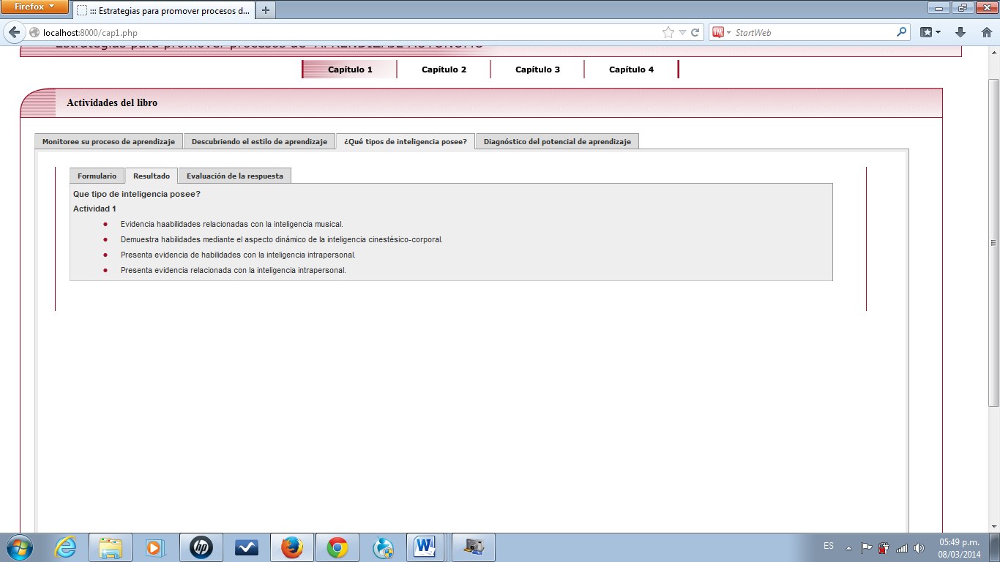 Firefox
::: Estrategias para promover procesos d...
localhost:8000/cap1.php
StartWeb
Estrategias para promover procesos de APRENDIZAJE AUTÓNOMO
Capítulo 1 Capítulo 2 Capítulo 3 Capítulo 4
Actividades del libro
Monitoree su proceso de aprendizaje Descubriendo el estilo de aprendizaje ¿Qué tipos de inteligencia posee? Diagnóstico del potencial de aprendizaje
Formulario Resultado Evaluación de la respuesta
Que tipo de inteligencia posee?
Actividad 1
Evidencia haabilidades relacionadas con la inteligencia musical.
Demuestra habilidades mediante el aspecto dinámico de la inteligencia cinestésico-corporal.
Presenta evidencia de habilidades con la inteligencia intrapersonal.
Presenta evidencia relacionada con la inteligencia intrapersonal.
hp
W
ES
05:49 p.m.
08/03/2014